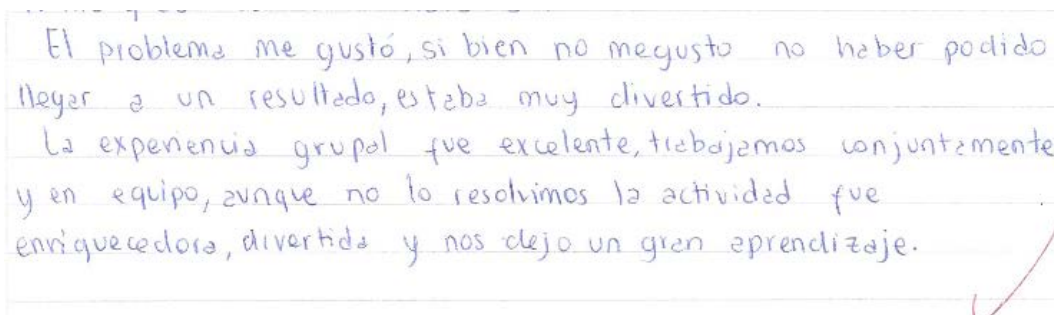 El problema me gustó, si bien no megusto no haber podido
llegar a un resultado, estaba muy divertido.
La experiencia grupal fue excelente, trabajamos conjuntamente
y en equipo, aunque no lo resolvimos la actividad fue
enriquecedora, divertida y nos dejo un gran aprendizaje.